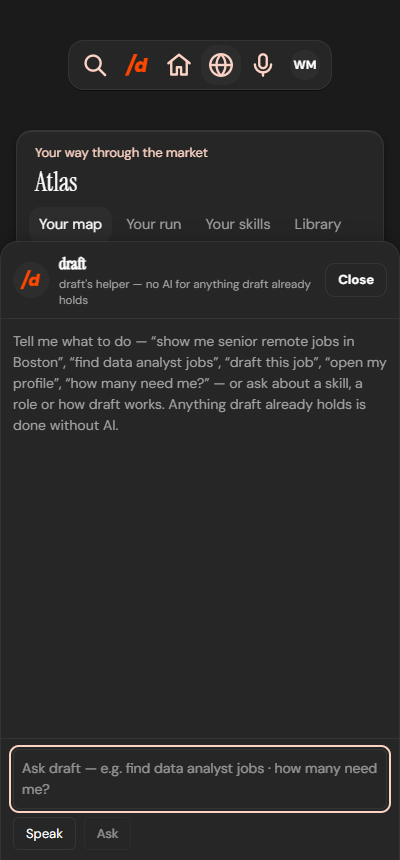 /d
WM
Your way through the market
Atlas
Your map Your run Your skills Library
/d
draft
draft's helper — no AI for anything draft already
holds
Close
Tell me what to do — “show me senior remote jobs in
Boston”, “find data analyst jobs”, “draft this job”, “open my
profile”, “how many need me?” — or ask about a skill, a
role or how draft works. Anything draft already holds is
done without AI.
Ask draft — e.g. find data analyst jobs · how many need
me?
Speak Ask